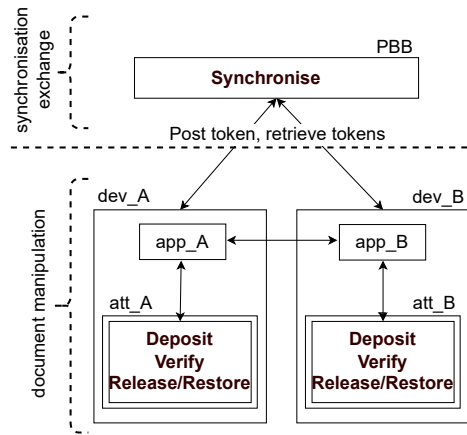 synchronisation
exchange
PBB
Synchronise
Post token, retrieve tokens
document manipulation
dev_A
dev_B
app_A
app_B
att_A
att_B
Deposit
Verify
Release/Restore
Deposit
Verify
Release/Restore